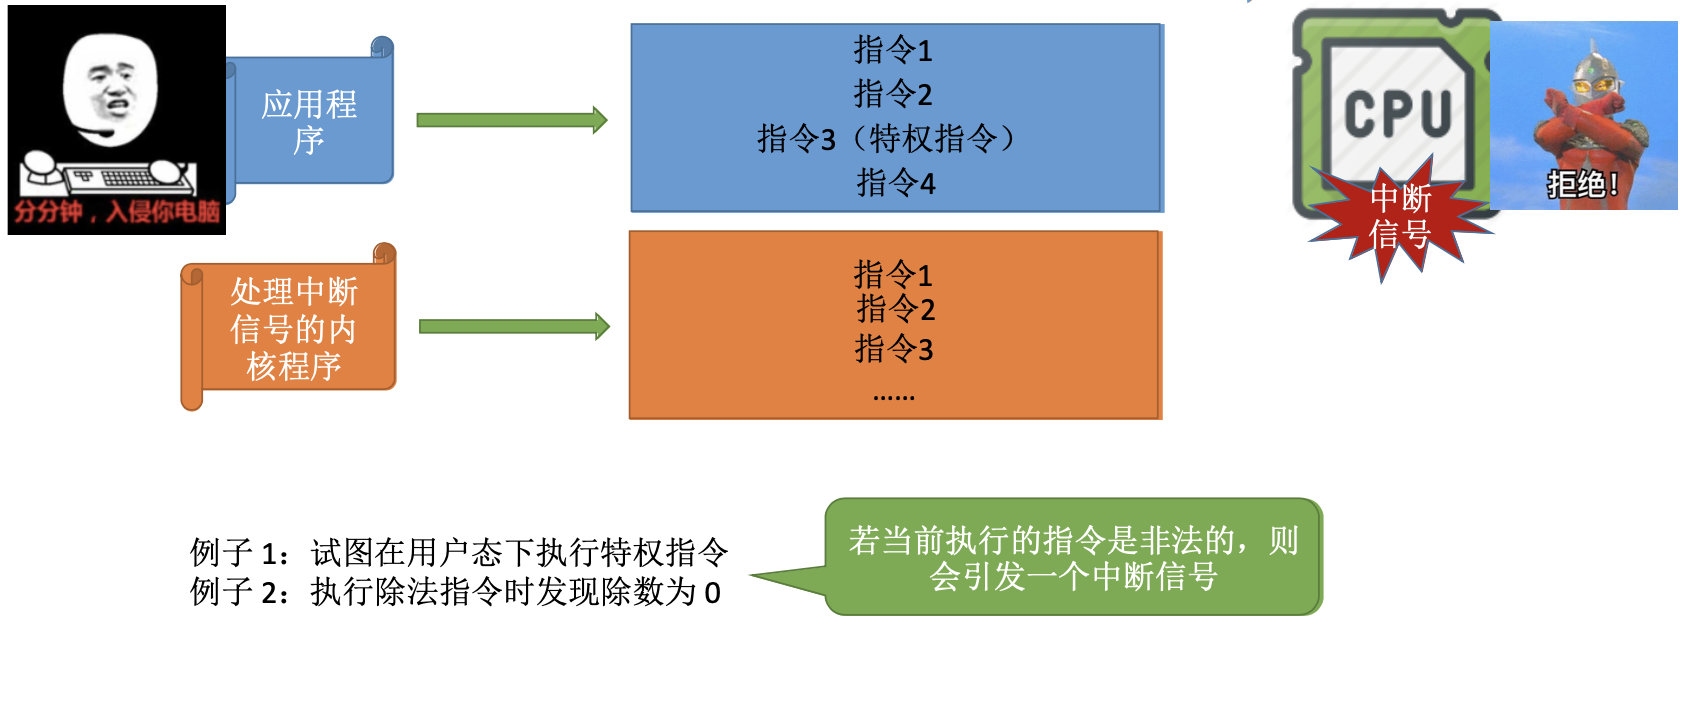 分分钟，入侵你电脑
应用程
序
指令1
指令2
指令3（特权指令）
指令4
CPU
中断
信号
拒绝！
处理中断
信号的内
核程序
指令1
指令2
指令3
……
例子 1：试图在用户态下执行特权指令
例子 2：执行除法指令时发现除数为 0
若当前执行的指令是非法的，则
会引发一个中断信号